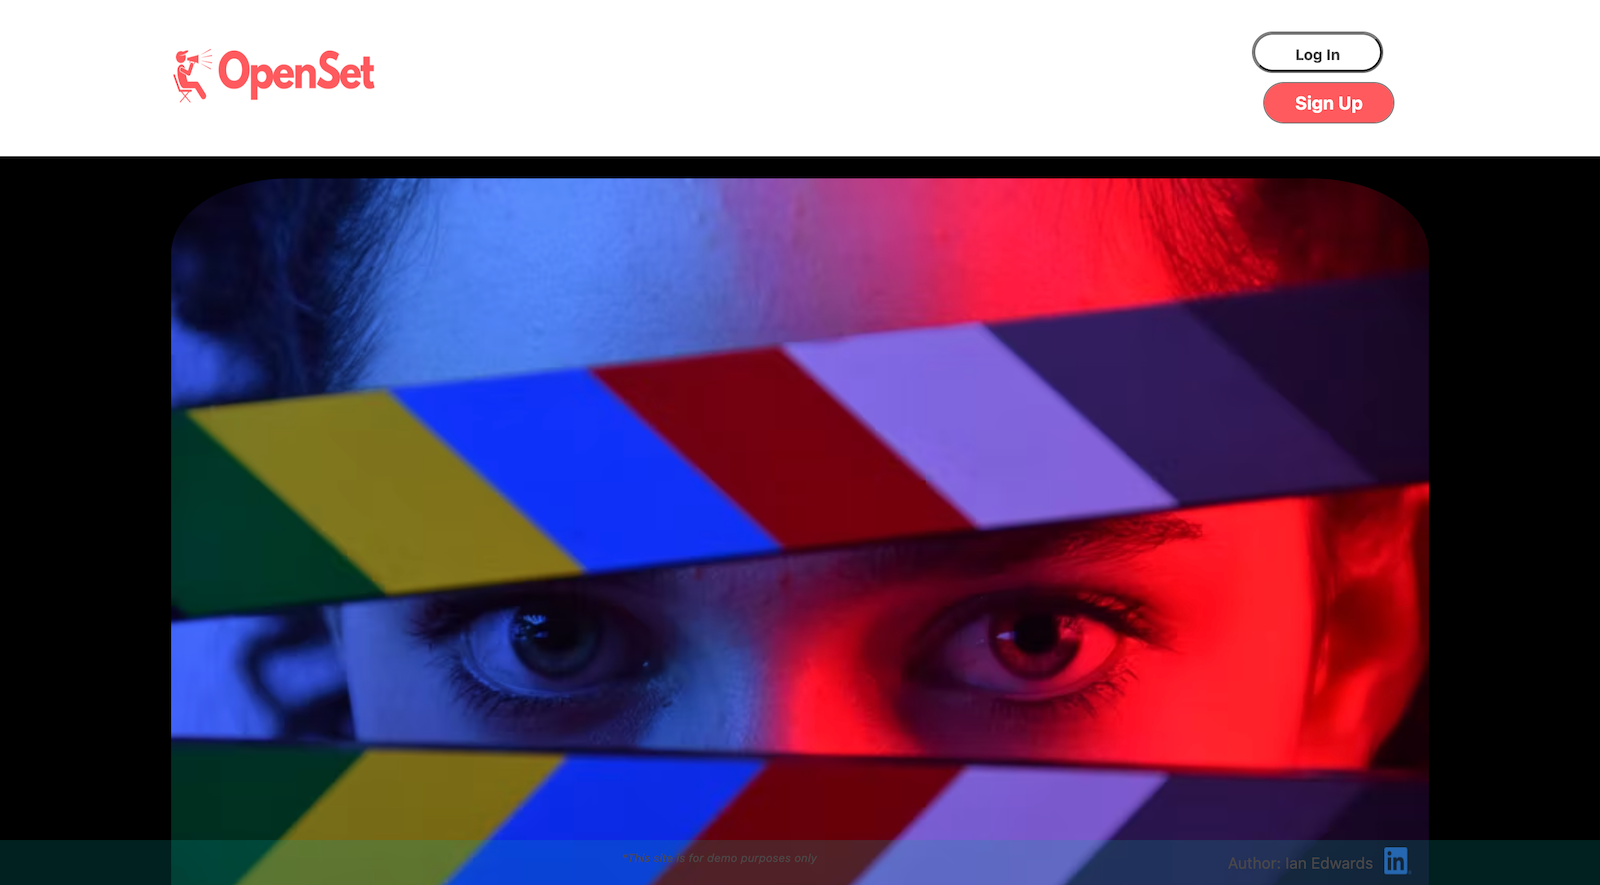 OpenSet
Log In
Sign Up
*This site is for demo purposes only
Author: Ian Edwards
in